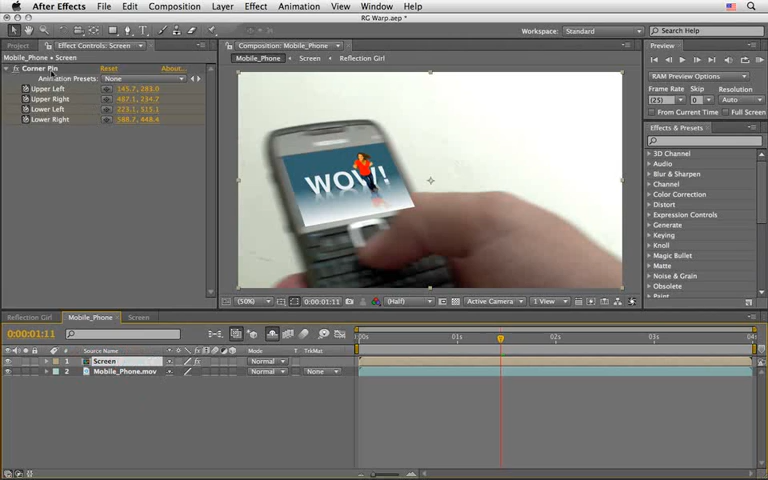 After Effects File Edit Composition Layer Effect Animation View Window Help
RG Warp.aep *
Workspace: Standard Search Help
Project Effect Controls: Screen
Mobile_Phone • Screen
Corner Pin Reset About...
Animation Presets: None
Upper Left 145.7, 283.0
Upper Right 487.1, 234.7
Lower Left 223.1, 515.1
Lower Right 588.7, 448.4
Composition: Mobile_Phone
Mobile_Phone Screen Reflection Girl
WOW!
(50%) 0:00:01:11 (Half) Active Camera 1 View
Preview
RAM Preview Options
Frame Rate Skip Resolution
(25) 0 Auto
From Current Time Full Screen
Effects & Presets
3D Channel
Audio
Blur & Sharpen
Channel
Color Correction
Distort
Expression Controls
Generate
Keying
Knoll
Magic Bullet
Matte
Noise & Grain
Obsolete
Paint
Reflection Girl Mobile_Phone Screen
0:00:01:11
# Source Name Mode T TrkMat
1 Screen Normal
2 Mobile_Phone.mov Normal None
:00s 01s 02s 03s 04s